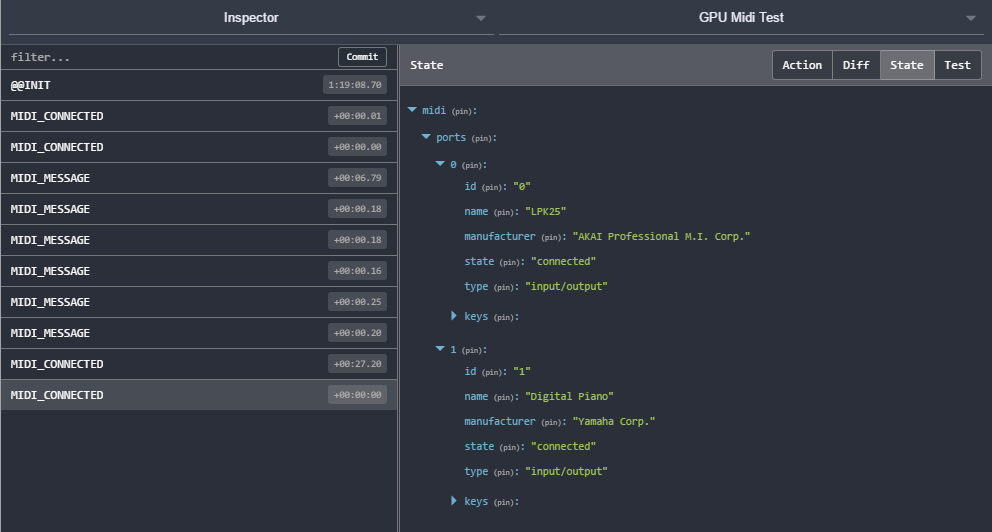 Inspector
GPU Midi Test
filter...
Commit
@@INIT 1:19:08.70
MIDI_CONNECTED +00:00.01
MIDI_CONNECTED +00:00.00
MIDI_MESSAGE +00:06.79
MIDI_MESSAGE +00:00.18
MIDI_MESSAGE +00:00.18
MIDI_MESSAGE +00:00.16
MIDI_MESSAGE +00:00.25
MIDI_MESSAGE +00:00.20
MIDI_CONNECTED +00:27.20
MIDI_CONNECTED +00:00:00
State
Action Diff State Test
midi (pin):
ports (pin):
0 (pin):
id (pin): "0"
name (pin): "LPK25"
manufacturer (pin): "AKAI Professional M.I. Corp."
state (pin): "connected"
type (pin): "input/output"
keys (pin):
1 (pin):
id (pin): "1"
name (pin): "Digital Piano"
manufacturer (pin): "Yamaha Corp."
state (pin): "connected"
type (pin): "input/output"
keys (pin):